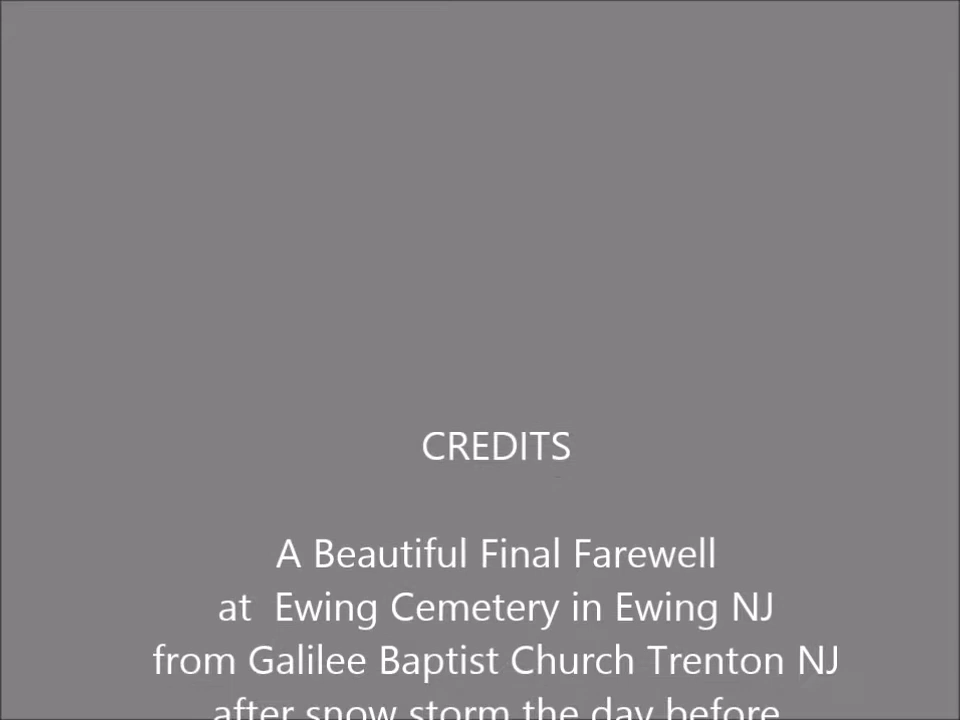 CREDITS
A Beautiful Final Farewell
at  Ewing Cemetery in Ewing NJ
from Galilee Baptist Church Trenton NJ
after snow storm the day before